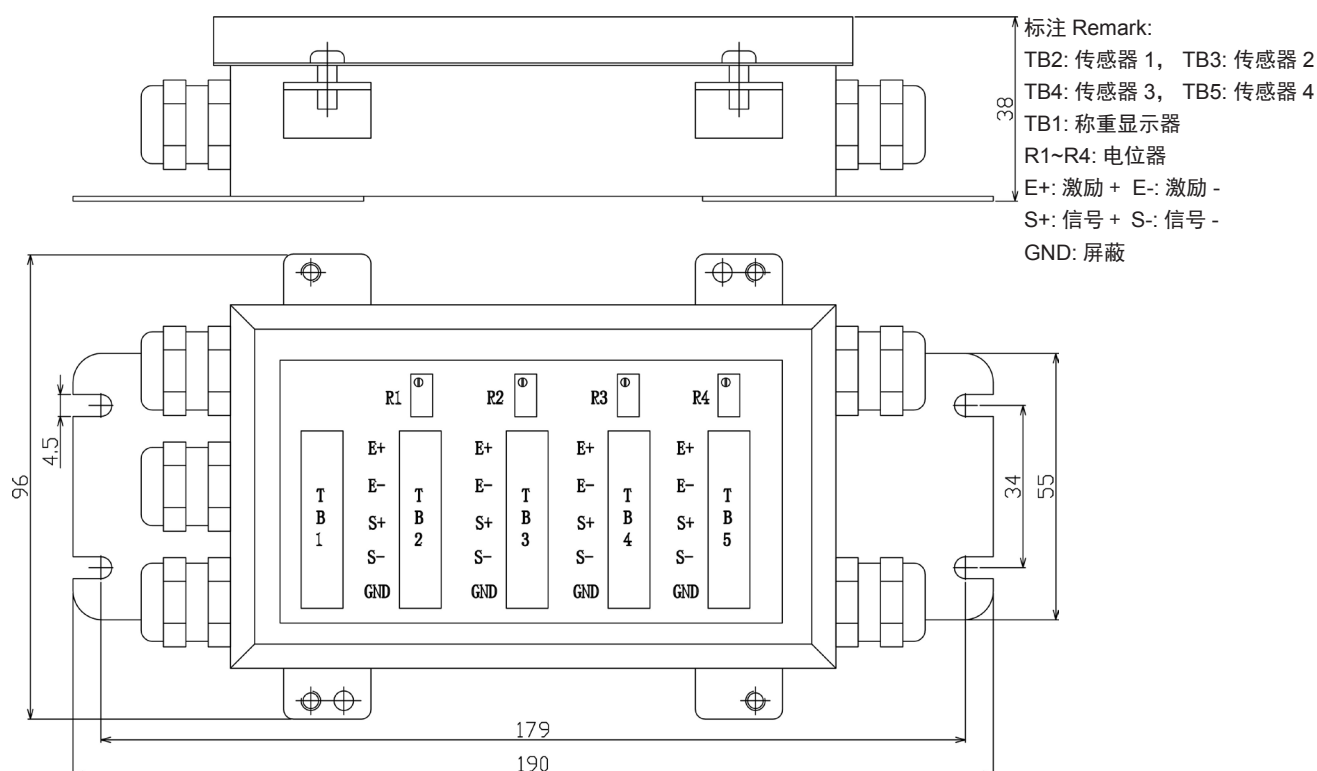 标注 Remark:
TB2: 传感器 1, TB3: 传感器 2
TB4: 传感器 3, TB5: 传感器 4
TB1: 称重显示器
R1~R4: 电位器
E+: 激励 + E-: 激励 -
S+: 信号 + S-: 信号 -
GND: 屏蔽
38
R1 R2 R3 R4
E+ E+ E+ E+
E- E- E- E-
S+ S+ S+ S+
S- S- S- S-
GND GND GND GND
TB1 TB2 TB3 TB4 TB5
4.5
96
34
55
179
190